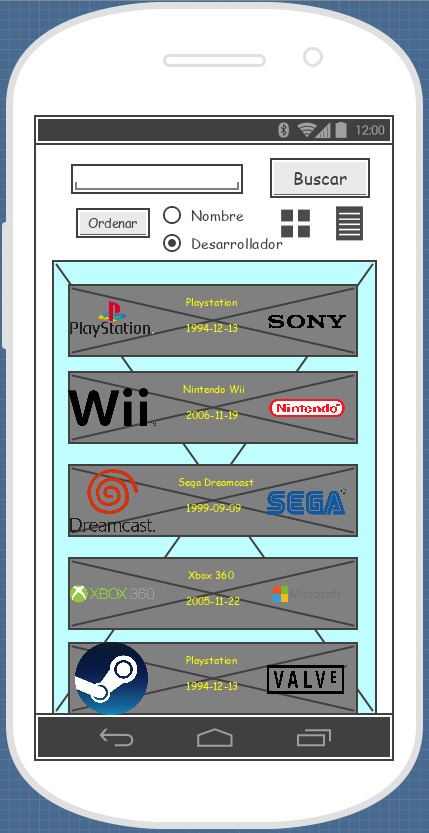 12:00
Buscar
Ordenar
Nombre
Desarrollador
Playstation
PlayStation
1994-12-13
SONY
Nintendo Wii
Wii
2006-11-19
Nintendo
Sega Dreamcast
Dreamcast.
1999-09-09
SEGA
Xbox 360
XBOX 360
2005-11-22
Microsoft
Playstation
1994-12-13
VALVE